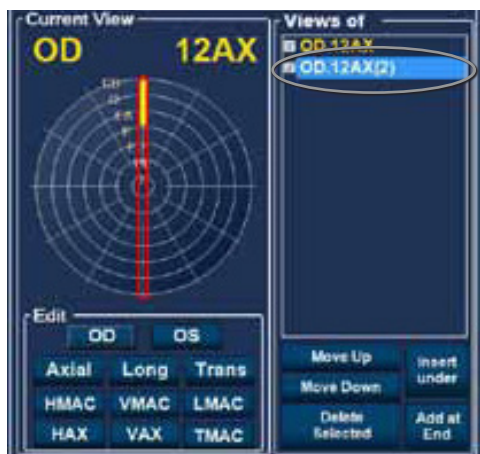 Current View
OD 12AX
Edit
OD OS
Axial Long Trans
HMAC VMAC LMAC
HAX VAX TMAC
Views of
OD.12AX
OD.12AX(2)
Move Up
Move Down
Delete
Selected
Insert
under
Add at
End